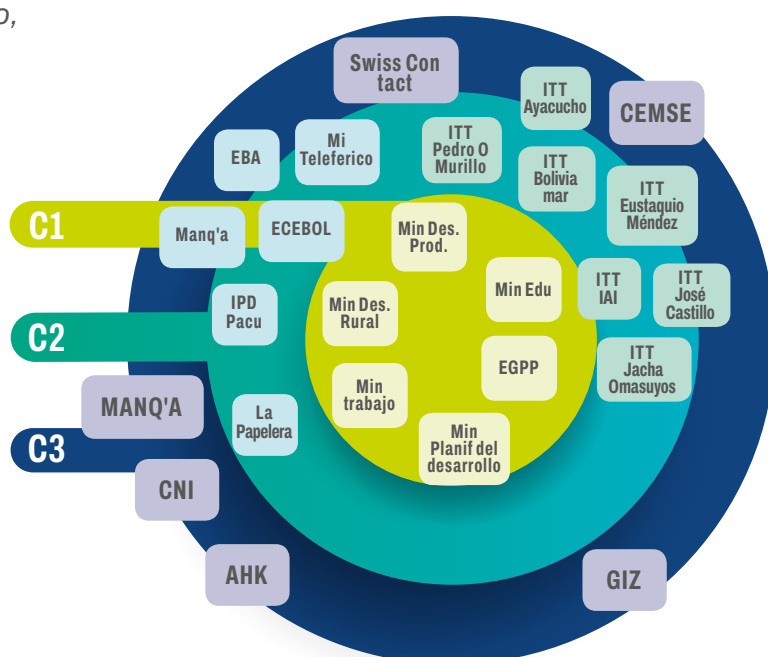 o,
Swiss Con
tact
ITT
Ayacucho
CEMSE
EBA
Mi
Teleferico
ITT
Pedro O
Murillo
ITT
Bolivia
mar
ITT
Eustaquio
Méndez
C1
Manq'a
ECEBOL
Min Des.
Prod.
Min Edu
ITT
IAI
ITT
José
Castillo
C2
IPD
Pacu
Min Des.
Rural
EGPP
ITT
Jacha
Omasuyos
MANQ'A
Min
trabajo
La
Papelera
Min
Planif del
desarrollo
C3
CNI
AHK
GIZ